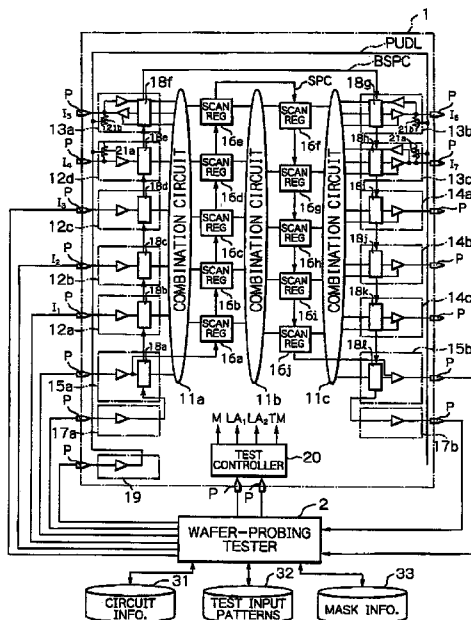 1
PUDL
BSPC
P 18f SPC 18g P
I5 SCAN REG SCAN REG I6
13a 21b 16e 16f 21b 13b
P 18e P
I4 21a SCAN REG 21a I7
12d 16d SCAN REG 13c
18d 16g 14a
P I3 P
12c SCAN REG SCAN REG
18c 16c 16h 18j 14b
P I2 P
12b SCAN REG SCAN REG
18b 16b 16i 18k 14c
P I1 P
12a SCAN REG SCAN REG
18a 16a 16j 15b
COMBINATION CIRCUIT COMBINATION CIRCUIT COMBINATION CIRCUIT
P 11a 11b 11c P
15a
P M LA1 LA2 TM P
17a 17b
P TEST CONTROLLER 20
19 P P
2
WAFER-PROBING TESTER
31 32 33
CIRCUIT INFO. TEST INPUT PATTERNS MASK INFO.